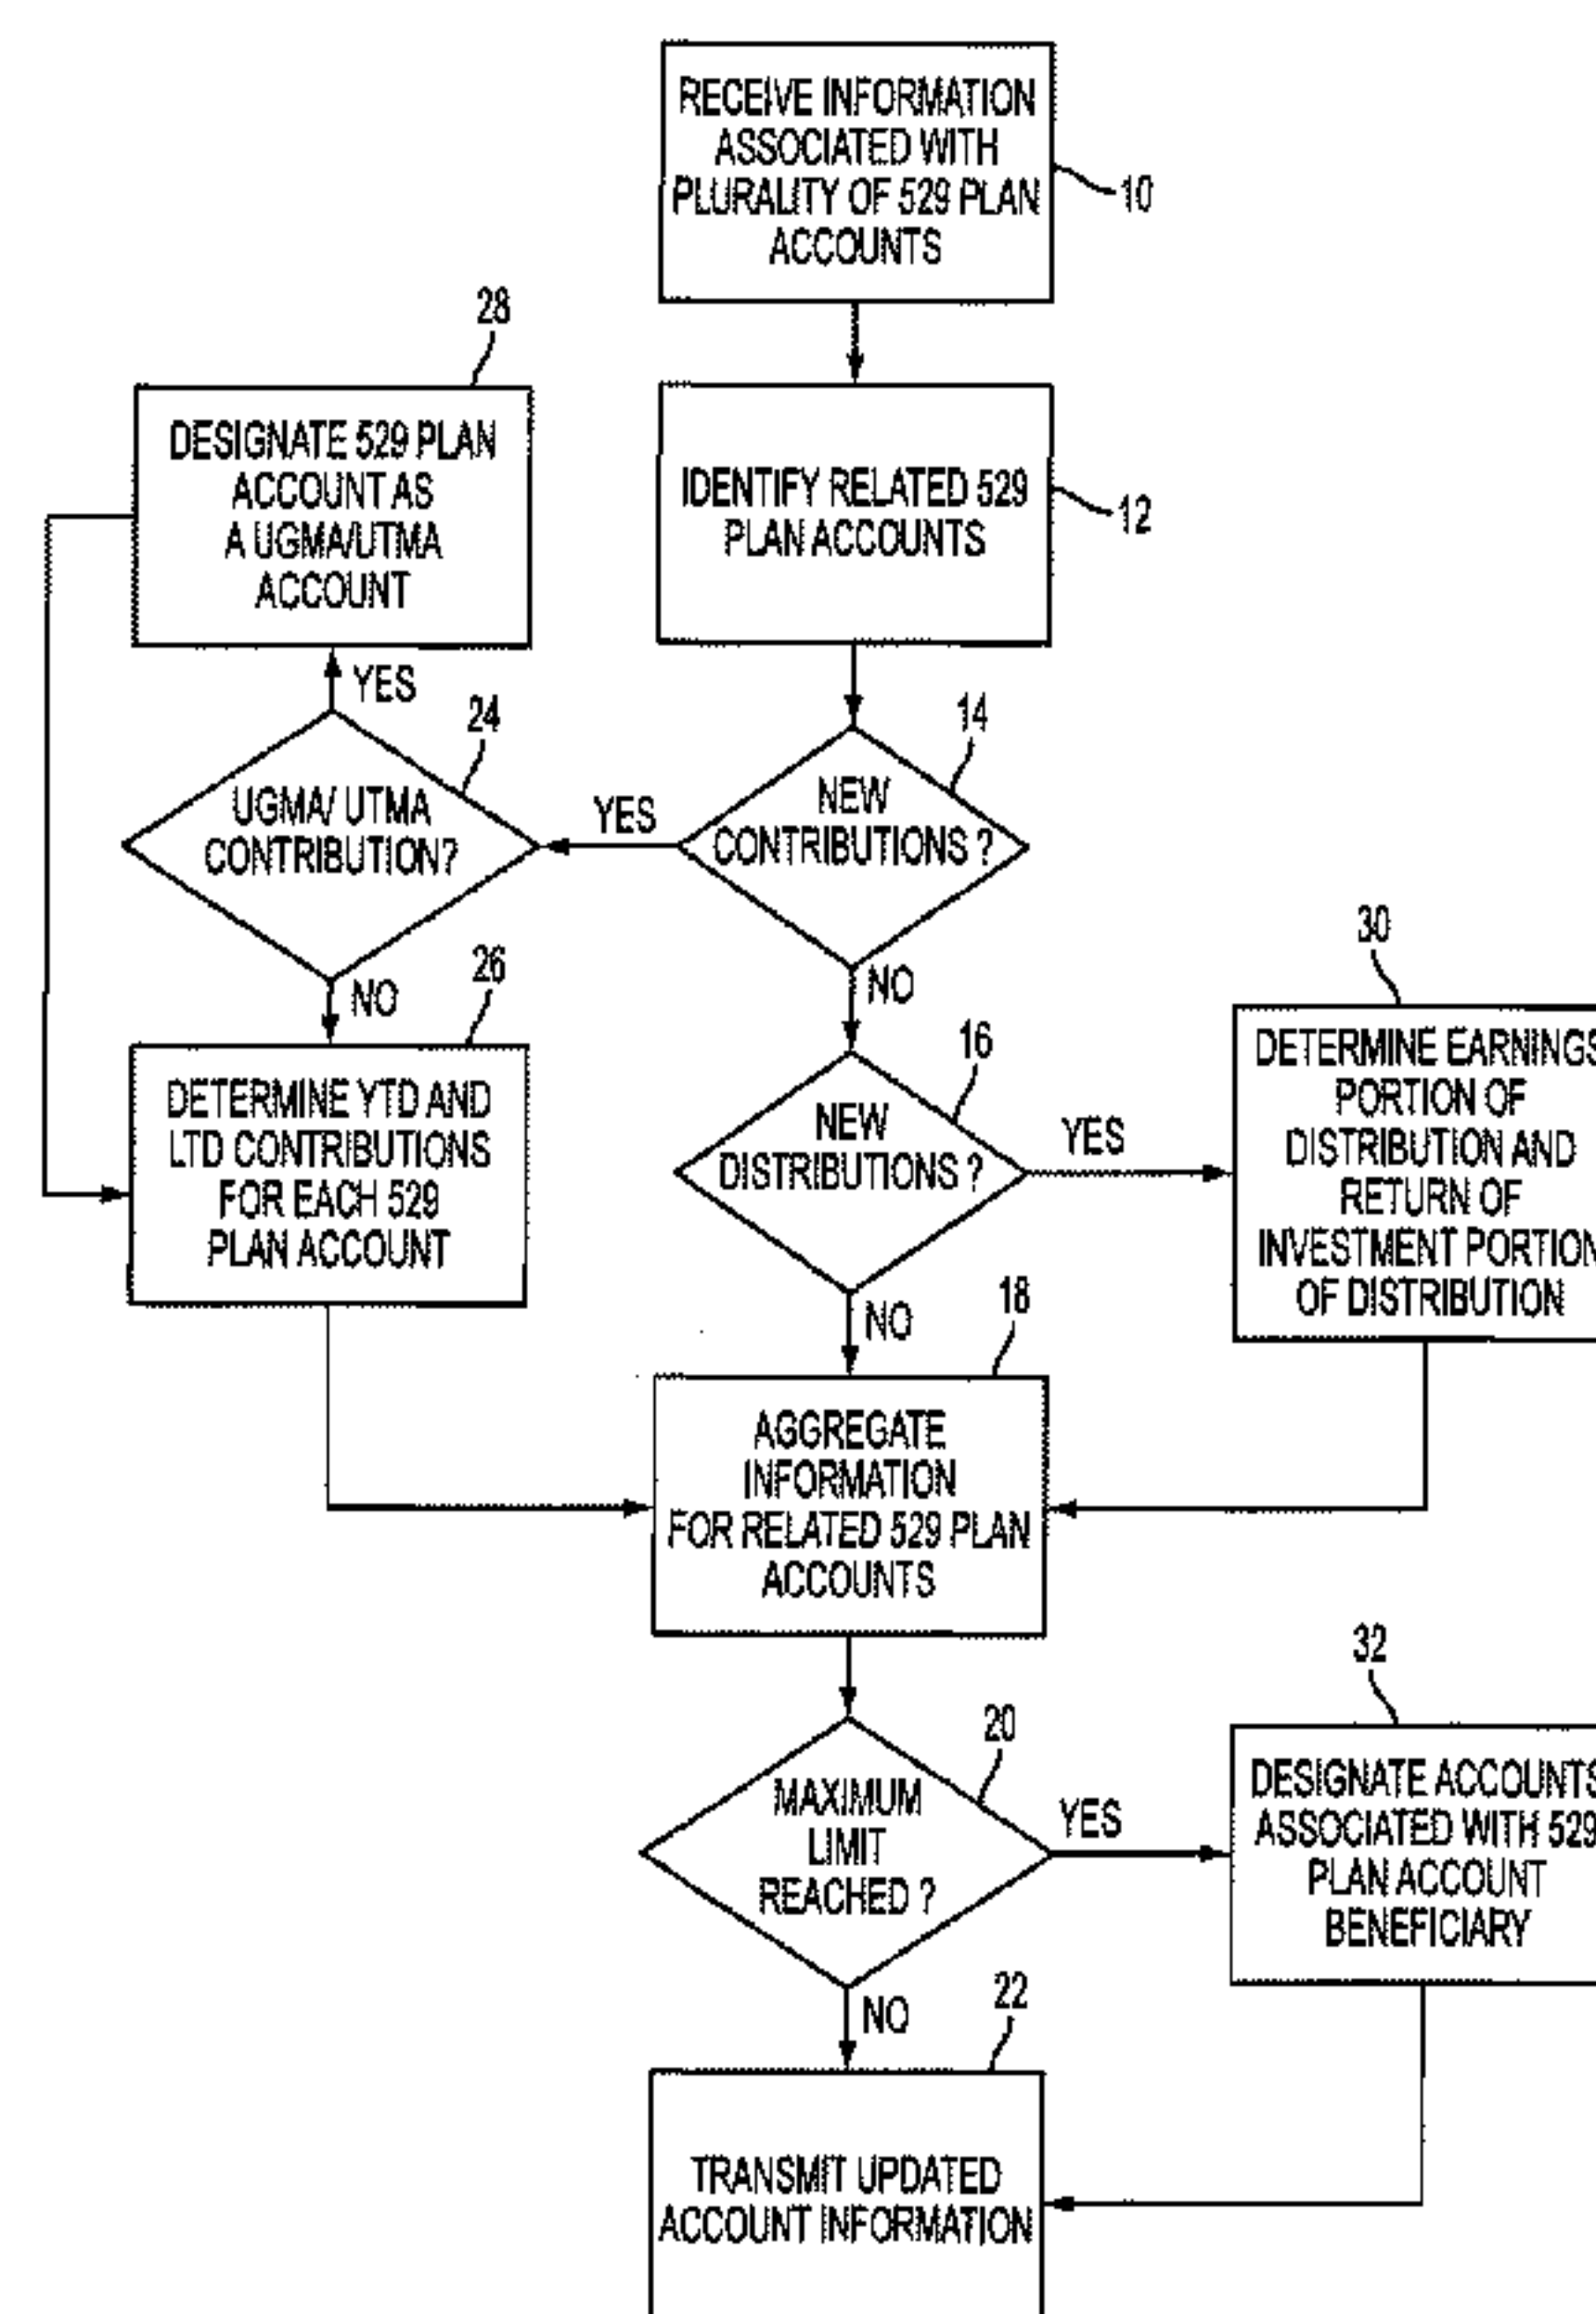 RECEIVE INFORMATION
ASSOCIATED WITH
PLURALITY OF 529 PLAN
ACCOUNTS
10
28
DESIGNATE 529 PLAN
ACCOUNT AS
A UGMA/UTMA
ACCOUNT
IDENTIFY RELATED 529
PLAN ACCOUNTS
12
YES
24
14
UGMA/ UTMA
CONTRIBUTION?
YES
NEW
CONTRIBUTIONS ?
NO
26
NO
30
DETERMINE YTD AND
LTD CONTRIBUTIONS
FOR EACH 529
PLAN ACCOUNT
16
NEW
DISTRIBUTIONS ?
YES
DETERMINE EARNINGS
PORTION OF
DISTRIBUTION AND
RETURN OF
INVESTMENT PORTION
OF DISTRIBUTION
NO
18
AGGREGATE
INFORMATION
FOR RELATED 529 PLAN
ACCOUNTS
32
20
MAXIMUM
LIMIT
REACHED ?
YES
DESIGNATE ACCOUNTS
ASSOCIATED WITH 529
PLAN ACCOUNT
BENEFICIARY
NO
22
TRANSMIT UPDATED
ACCOUNT INFORMATION